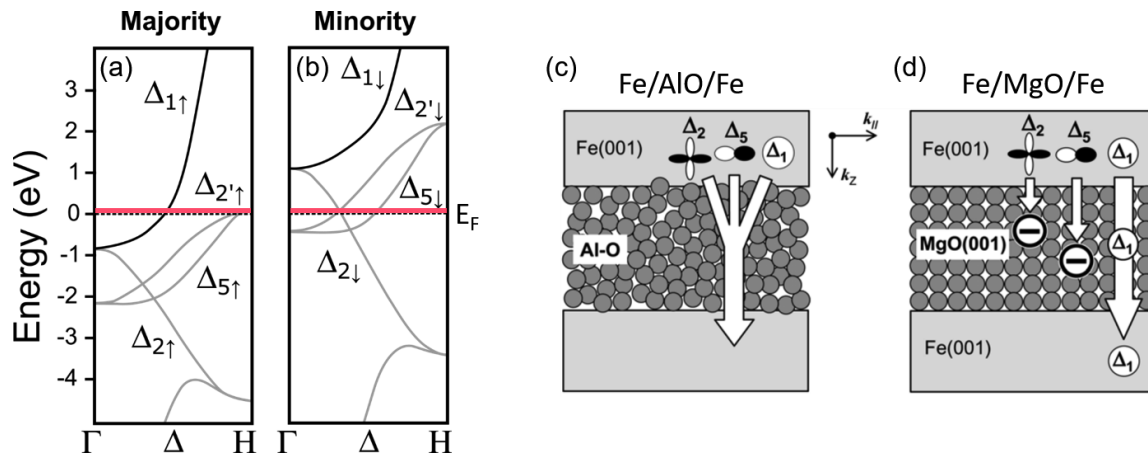 Majority
Minority
(a)
(b)
(c)
(d)
Fe/AlO/Fe
Fe/MgO/Fe
Energy (eV)
3
2
1
0
-1
-2
-3
-4
Δ1↑
Δ2'↑
Δ5↑
Δ2↑
Γ Δ H
Δ1↓
Δ2'↓
Δ5↓
Δ2↓
EF
Γ Δ H
Fe(001)
Δ2 Δ5 Δ1
Al-O
k//
kz
Fe(001)
Δ2 Δ5 Δ1
MgO(001)
Δ1
Fe(001)
Δ1